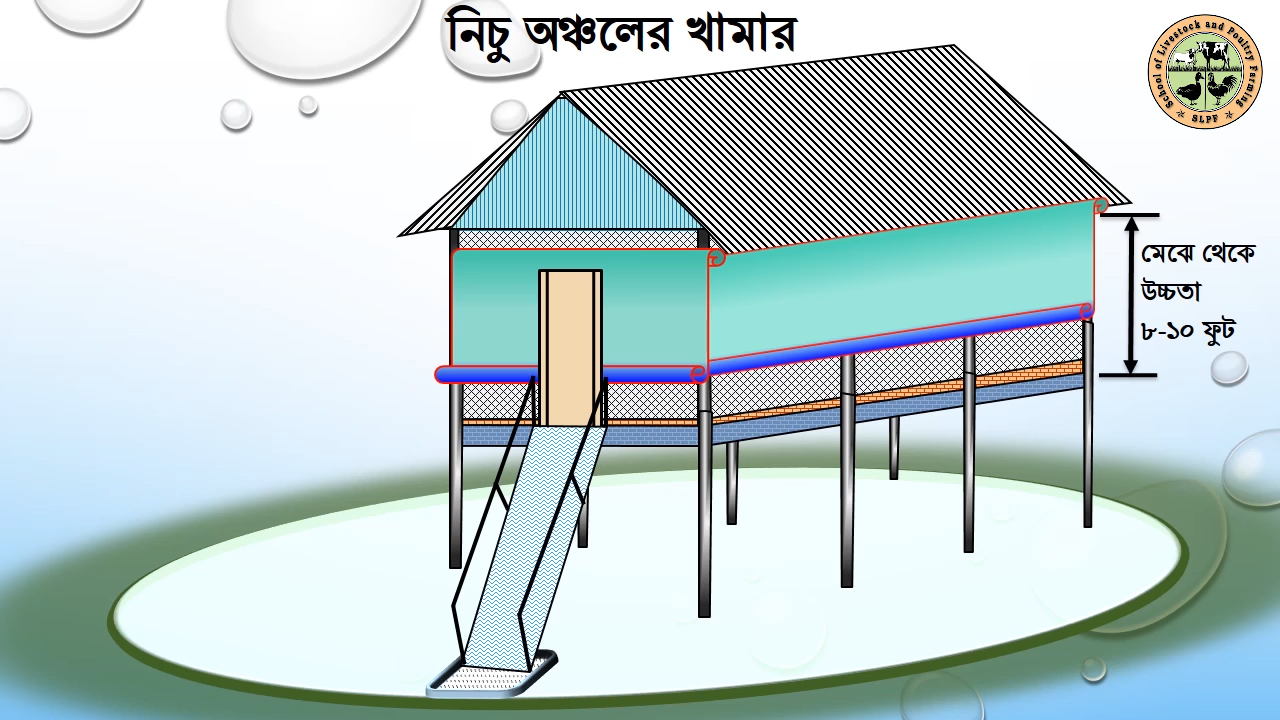 নিচু অঞ্চলের খামার
School of Livestock and Poultry Farming
SLPF
মেঝে থেকে
উচ্চতা
৮-১০ ফুট